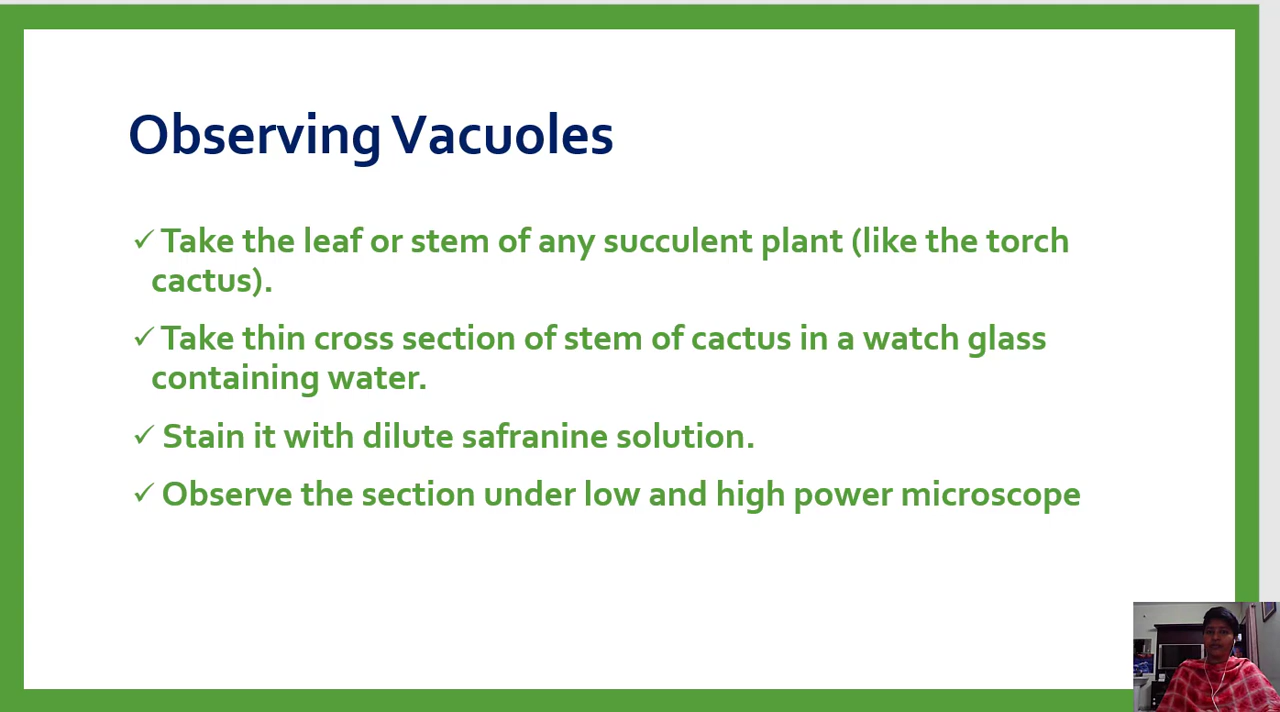 Observing Vacuoles
✓ Take the leaf or stem of any succulent plant (like the torch
cactus).
✓ Take thin cross section of stem of cactus in a watch glass
containing water.
✓ Stain it with dilute safranine solution.
✓ Observe the section under low and high power microscope